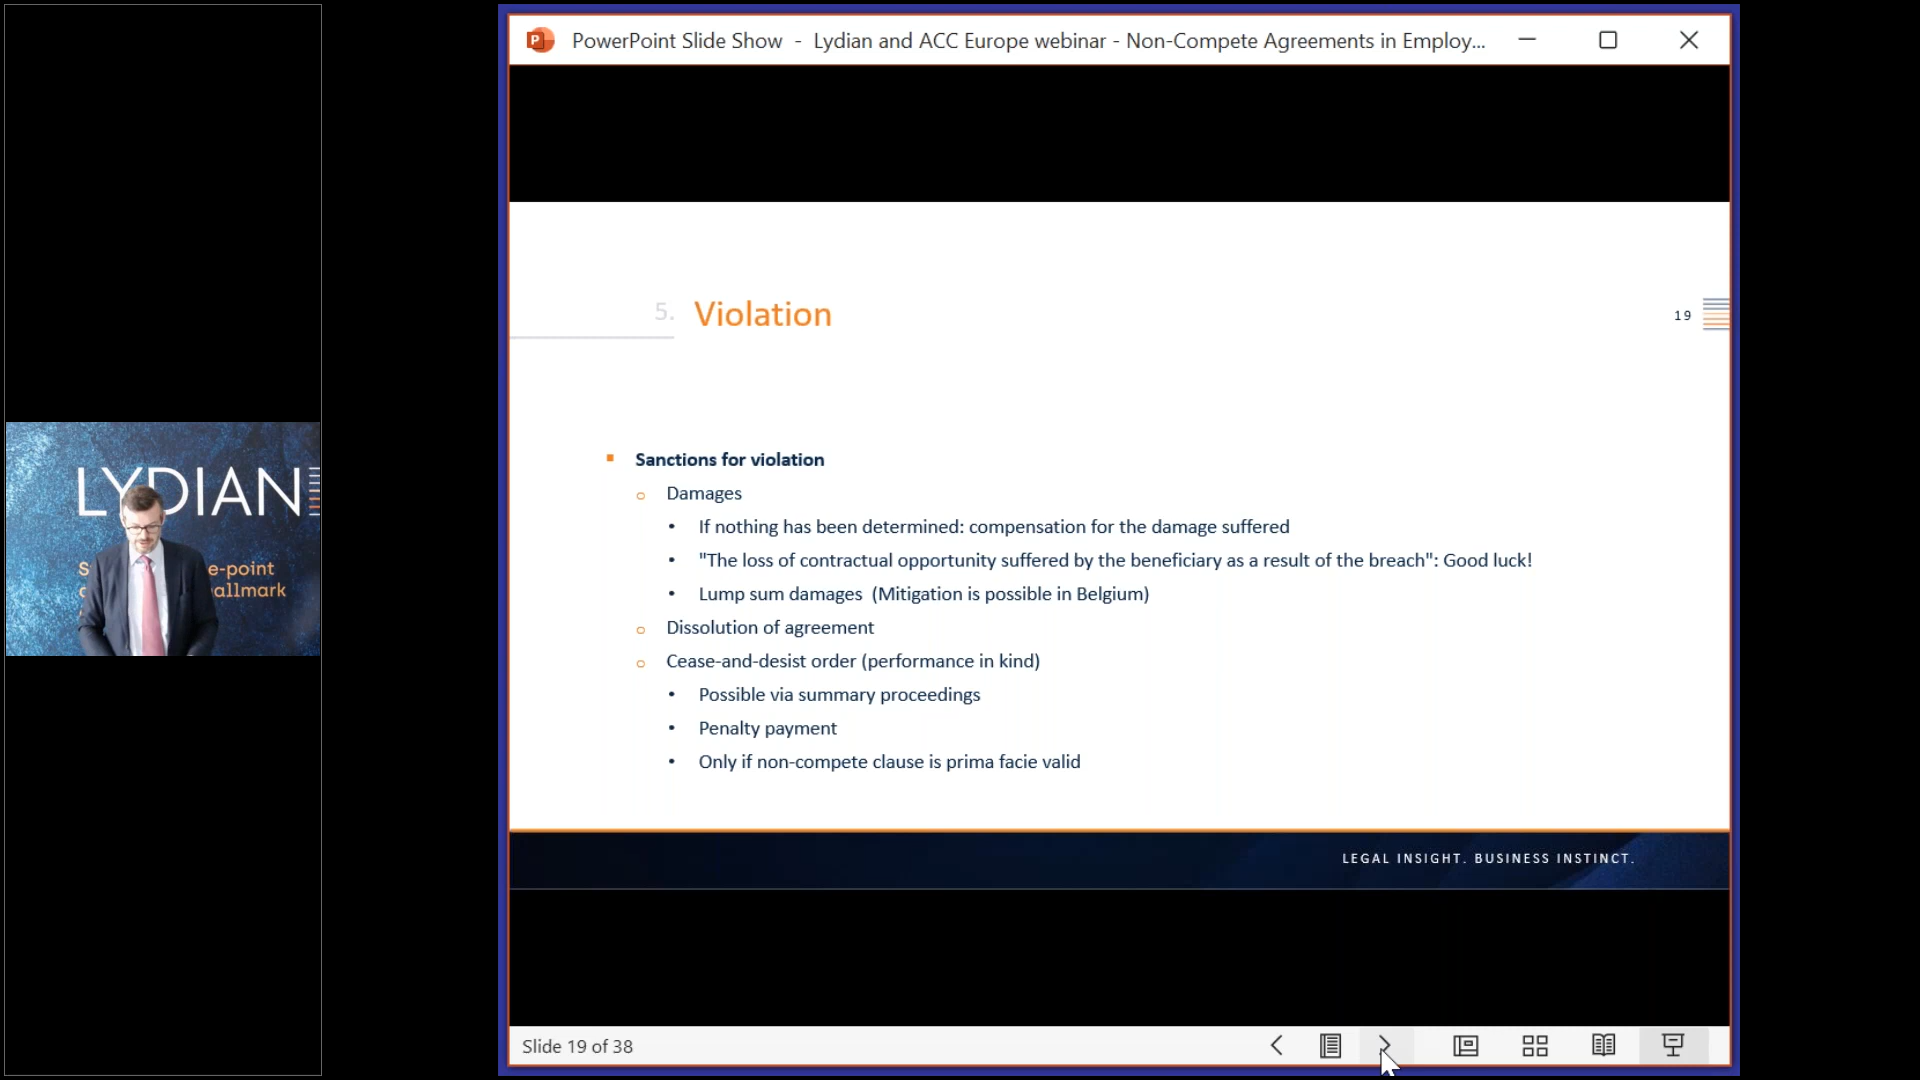 PowerPoint Slide Show - Lydian and ACC Europe webinar - Non-Compete Agreements in Employ...
5. Violation
19
Sanctions for violation
Damages
If nothing has been determined: compensation for the damage suffered
"The loss of contractual opportunity suffered by the beneficiary as a result of the breach": Good luck!
Lump sum damages (Mitigation is possible in Belgium)
Dissolution of agreement
Cease-and-desist order (performance in kind)
Possible via summary proceedings
Penalty payment
Only if non-compete clause is prima facie valid
LEGAL INSIGHT. BUSINESS INSTINCT.
Slide 19 of 38
LYDIAN